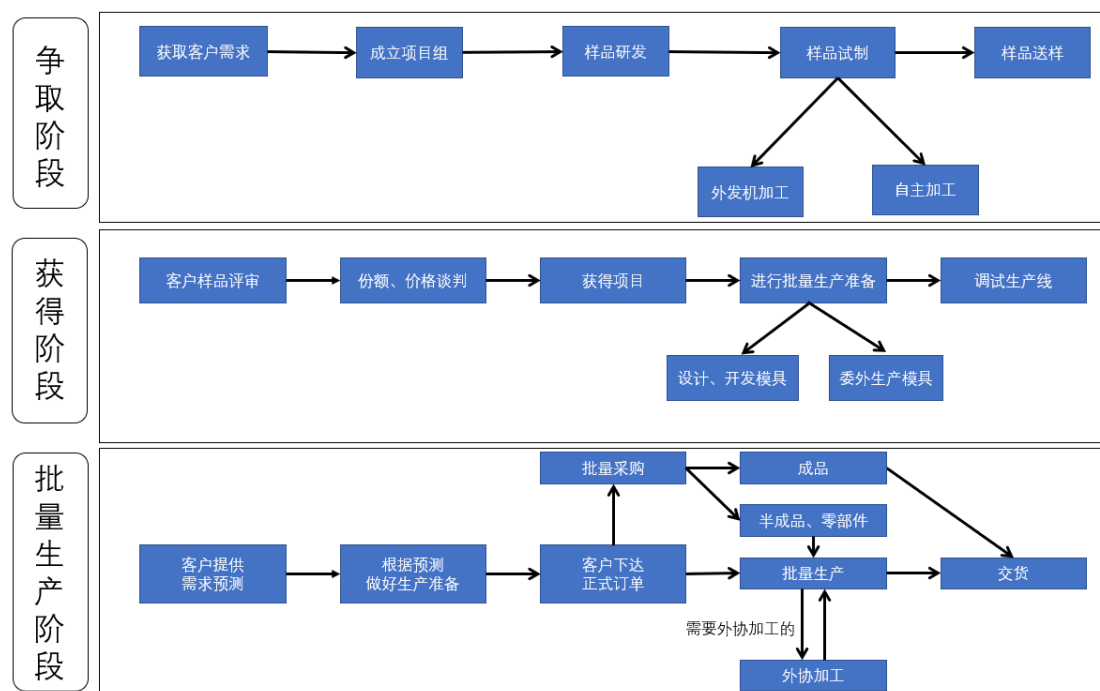 争取阶段
获取客户需求
成立项目组
样品研发
样品试制
样品送样
外发机加工
自主加工
获得阶段
客户样品评审
份额、价格谈判
获得项目
进行批量生产准备
调试生产线
设计、开发模具
委外生产模具
批量生产阶段
批量采购
成品
半成品、零部件
客户提供
需求预测
根据预测
做好生产准备
客户下达
正式订单
批量生产
交货
需要外协加工的
外协加工